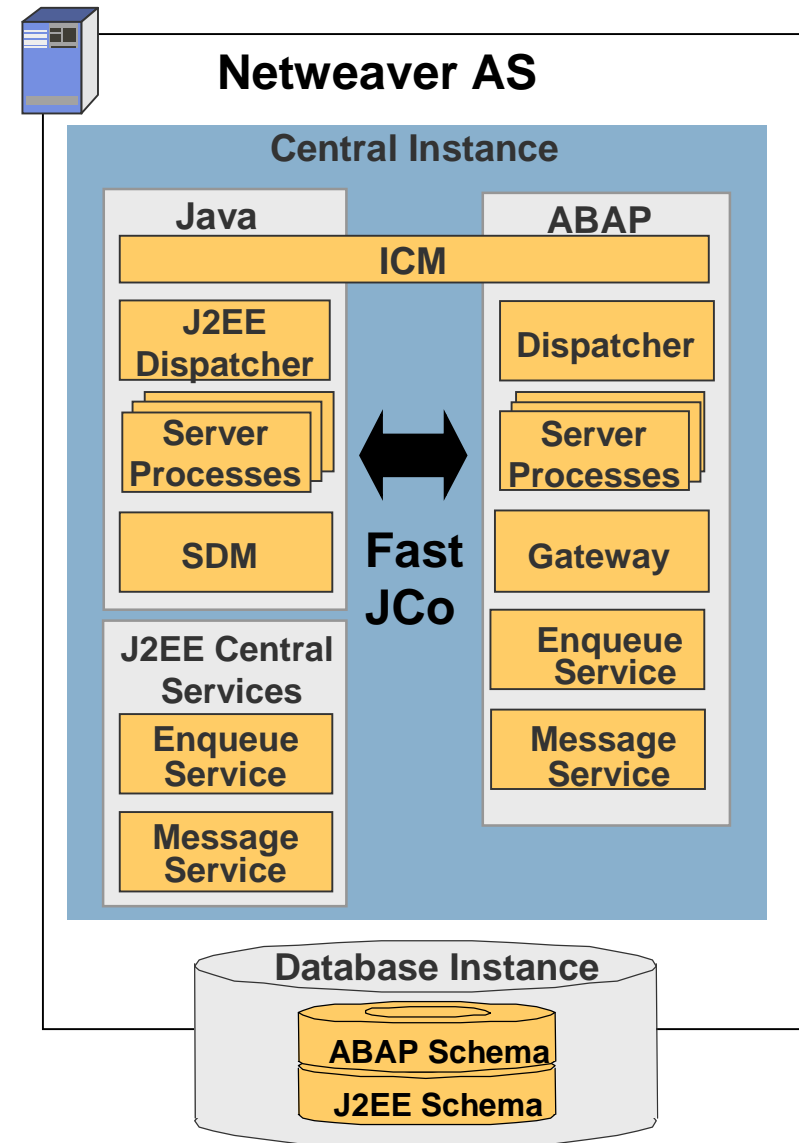 Netweaver AS
Central Instance
Java
ABAP
ICM
J2EE
Dispatcher
Dispatcher
Server
Processes
Server
Processes
SDM
Fast
JCo
Gateway
J2EE Central
Services
Enqueue
Service
Enqueue
Service
Message
Service
Message
Service
Database Instance
ABAP Schema
J2EE Schema